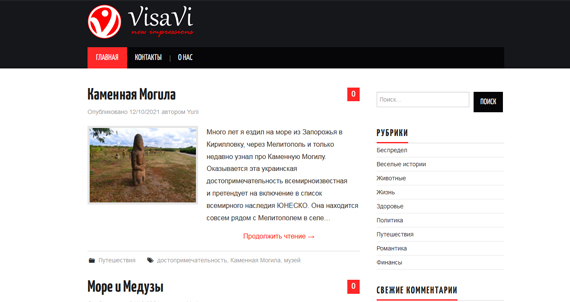 VisaVi
new impressions
ГЛАВНАЯ
КОНТАКТЫ
О НАС
Каменная Могила
0
Опубликовано 12/10/2021 автором Yurii
Много лет я ездил на море из Запорожья в
Кирилловку, через Мелитополь и только
недавно узнал про Каменную Могилу.
Оказывается эта украинская
достопримечательность всемирноизвестная
и претендует на включение в список
всемирного наследия ЮНЕСКО. Она находится
совсем рядом с Мелитополем в селе…
Продолжить чтение →
Путешествия
достопримечательность, Каменная Могила, музей
Море и Медузы
0
Поиск…
ПОИСК
РУБРИКИ
Беспредел
Веселые истории
Животные
Жизнь
Здоровье
Политика
Путешествия
Романтика
Финансы
СВЕЖИЕ КОММЕНТАРИИ